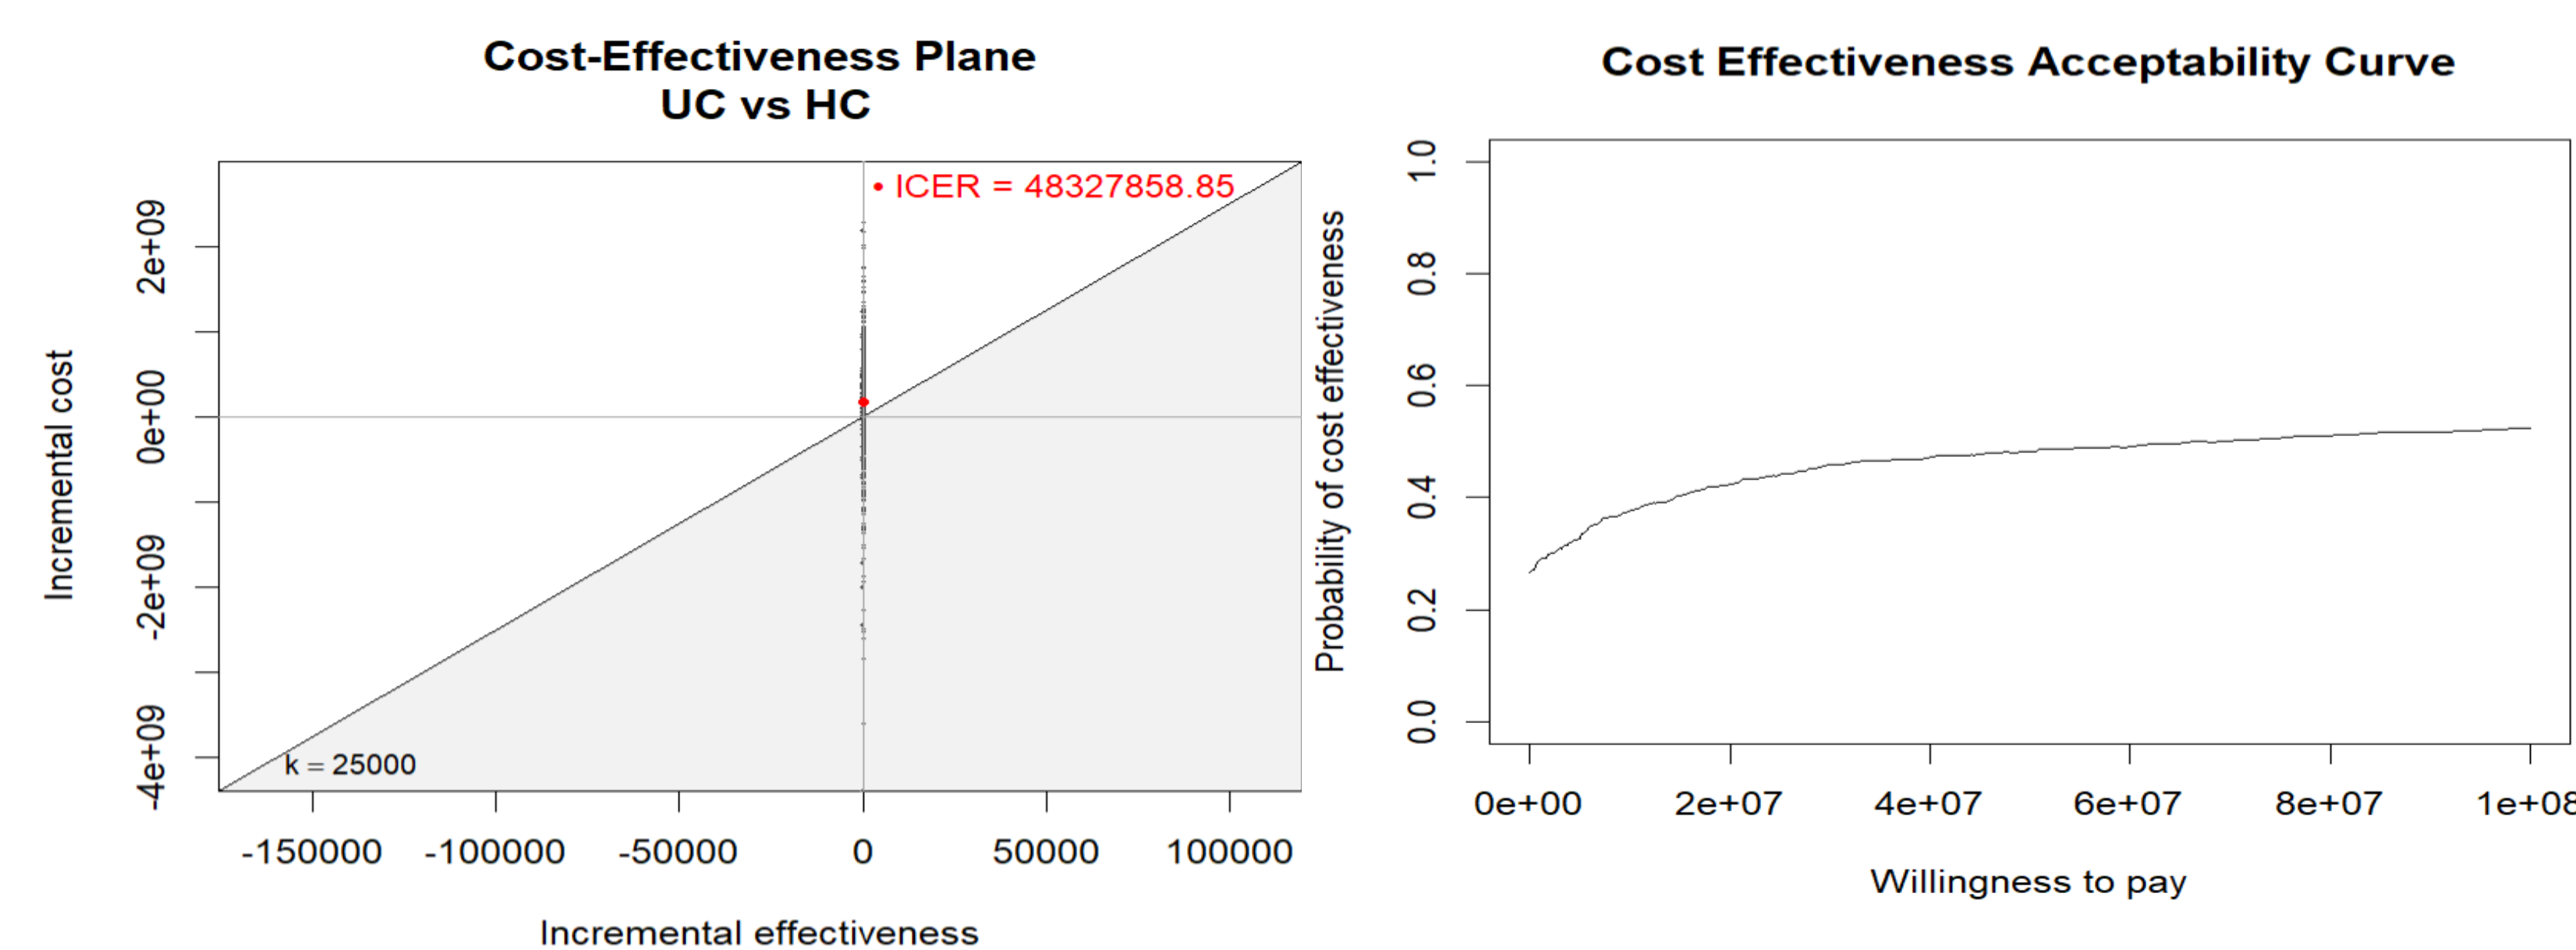 Cost-Effectiveness Plane
UC vs HC
• ICER = 48327858.85
Incremental cost
2e+09
0e+00
-2e+09
-4e+09
k = 25000
-150000 -100000 -50000 0 50000 100000
Incremental effectiveness
Cost Effectiveness Acceptability Curve
Probability of cost effectiveness
1.0
0.8
0.6
0.4
0.2
0.0
0e+00 2e+07 4e+07 6e+07 8e+07 1e+08
Willingness to pay